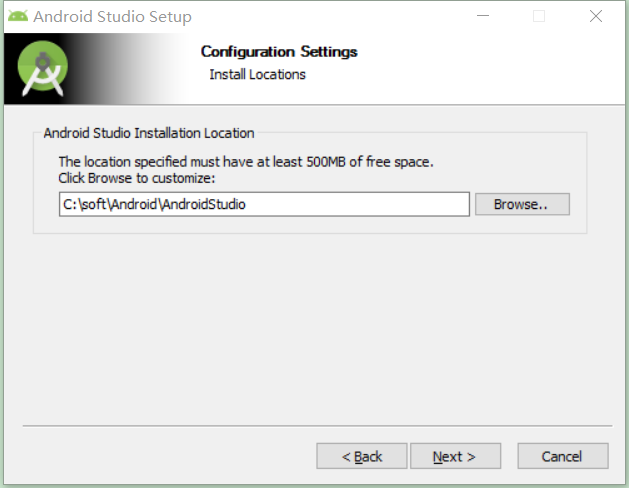 Android Studio Setup
Configuration Settings
Install Locations
Android Studio Installation Location
The location specified must have at least 500MB of free space.
Click Browse to customize:
C:\soft\Android\AndroidStudio
Browse..
< Back
Next >
Cancel